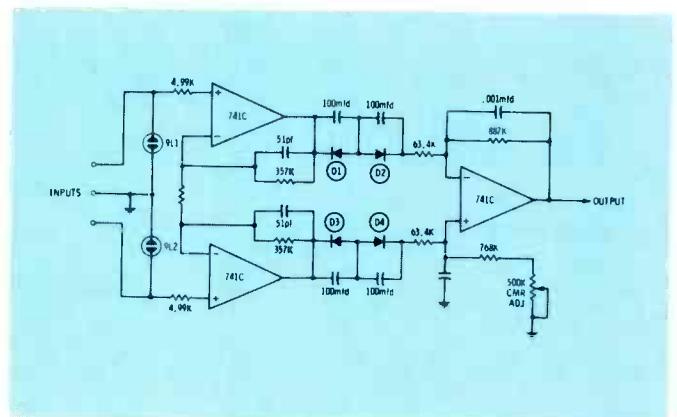 4.99K
741C
100mfd
100mfd
.001mfd
887K
9L1
51pf
357K
D1
D2
63.4K
741C
INPUTS
OUTPUT
9L2
51pf
357K
D3
D4
63.4K
768K
500K
CMR
ADJ
741C
100mfd
100mfd
4.99K